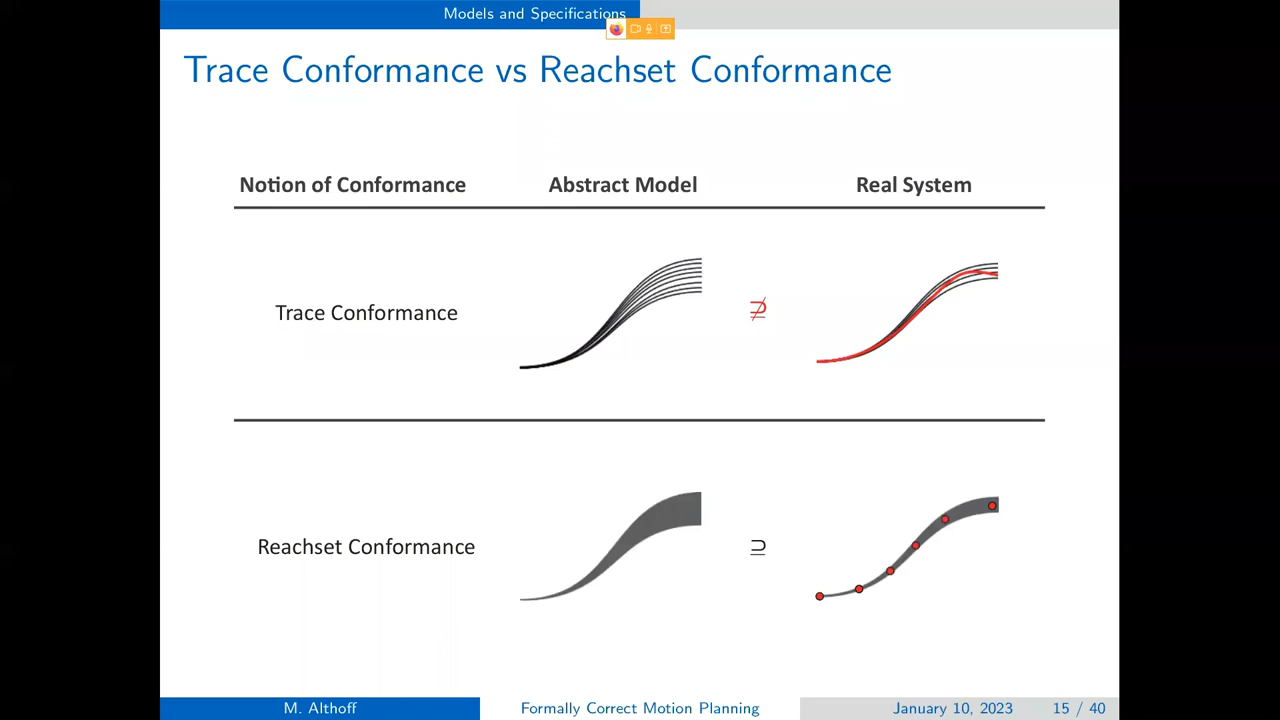 Models and Specifications
Trace Conformance vs Reachset Conformance
Notion of Conformance Abstract Model Real System
Trace Conformance ⊉
Reachset Conformance ⊇
M. Althoff Formally Correct Motion Planning January 10, 2023 15 / 40